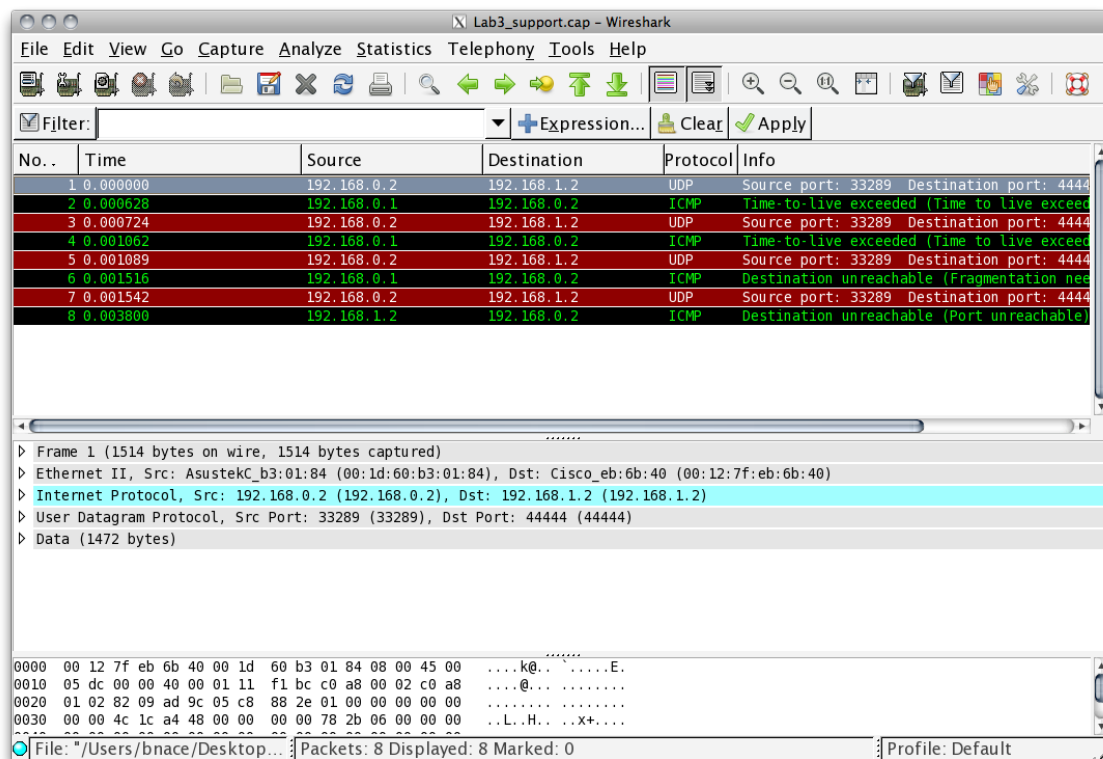 Lab3_support.cap – Wireshark
File Edit View Go Capture Analyze Statistics Telephony Tools Help
Filter: Expression... Clear Apply
No. . Time Source Destination Protocol Info
1 0.000000 192.168.0.2 192.168.1.2 UDP Source port: 33289 Destination port: 4444
2 0.000628 192.168.0.1 192.168.0.2 ICMP Time-to-live exceeded (Time to live exceed
3 0.000724 192.168.0.2 192.168.1.2 UDP Source port: 33289 Destination port: 4444
4 0.001062 192.168.0.1 192.168.0.2 ICMP Time-to-live exceeded (Time to live exceed
5 0.001089 192.168.0.2 192.168.1.2 UDP Source port: 33289 Destination port: 4444
6 0.001516 192.168.0.1 192.168.0.2 ICMP Destination unreachable (Fragmentation nee
7 0.001542 192.168.0.2 192.168.1.2 UDP Source port: 33289 Destination port: 4444
8 0.003800 192.168.1.2 192.168.0.2 ICMP Destination unreachable (Port unreachable)
Frame 1 (1514 bytes on wire, 1514 bytes captured)
Ethernet II, Src: AsustekC_b3:01:84 (00:1d:60:b3:01:84), Dst: Cisco_eb:6b:40 (00:12:7f:eb:6b:40)
Internet Protocol, Src: 192.168.0.2 (192.168.0.2), Dst: 192.168.1.2 (192.168.1.2)
User Datagram Protocol, Src Port: 33289 (33289), Dst Port: 44444 (44444)
Data (1472 bytes)
0000 00 12 7f eb 6b 40 00 1d 60 b3 01 84 08 00 45 00 ....k@.. `.....E.
0010 05 dc 00 00 40 00 01 11 f1 bc c0 a8 00 02 c0 a8 ....@... ........
0020 01 02 82 09 ad 9c 05 c8 88 2e 01 00 00 00 00 00 ........ ........
0030 00 00 4c 1c a4 48 00 00 00 00 78 2b 06 00 00 00 ..L..H.. ..x+....
File: "/Users/bnace/Desktop... Packets: 8 Displayed: 8 Marked: 0 Profile: Default